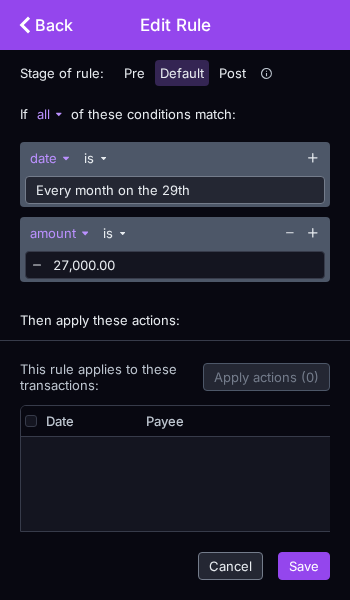 Back
Edit Rule
Stage of rule: Pre Default Post
If all of these conditions match:
date is
Every month on the 29th
amount is
− 27,000.00
Then apply these actions:
This rule applies to these
transactions:
Apply actions (0)
Date Payee
Cancel Save